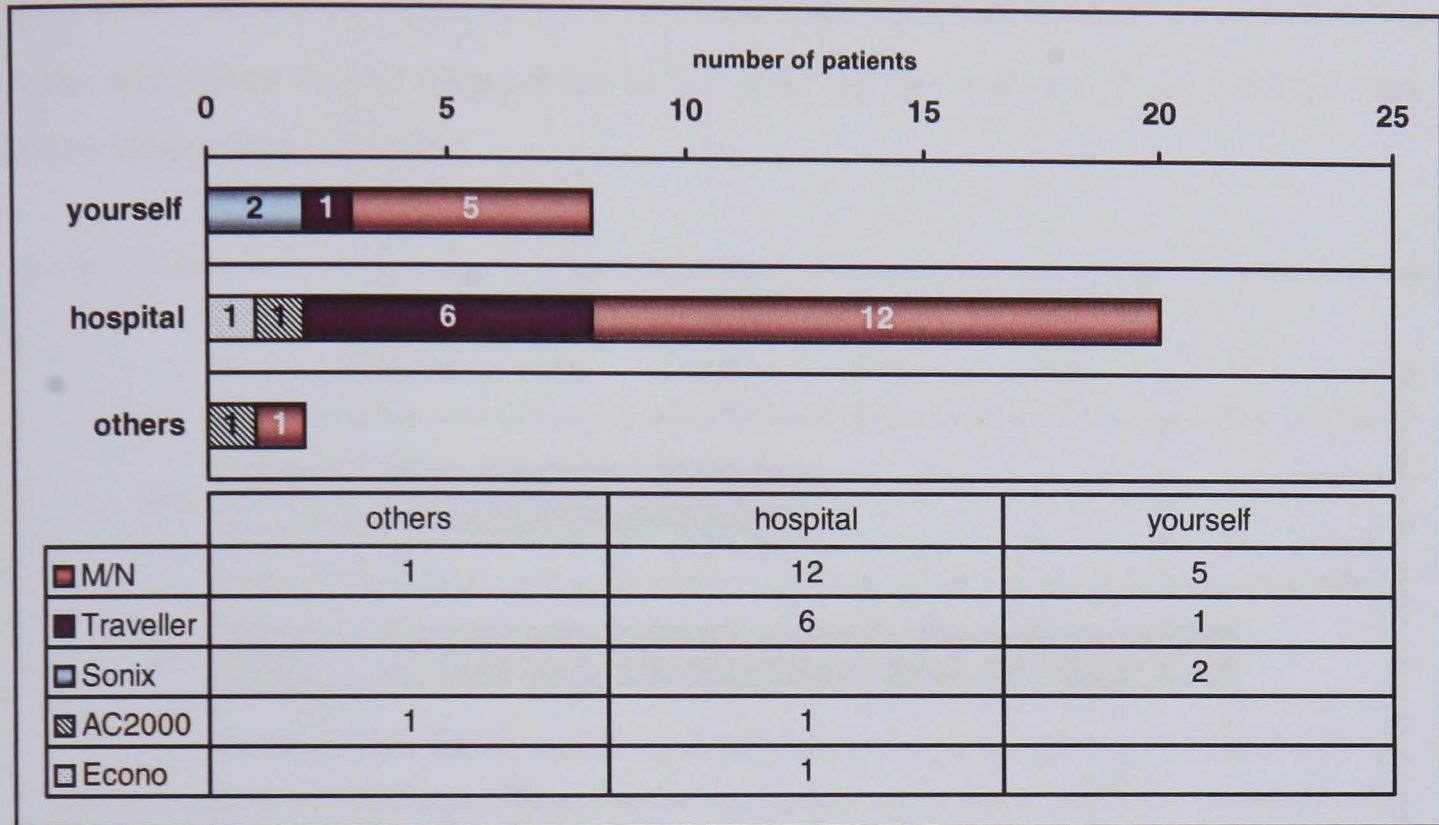 number of patients
0 5 10 15 20 25
yourself 2 1 5
hospital 1 1 6 12
others 1 1
others hospital yourself
M/N 1 12 5
Traveller 6 1
Sonix 2
AC2000 1 1
Econo 1